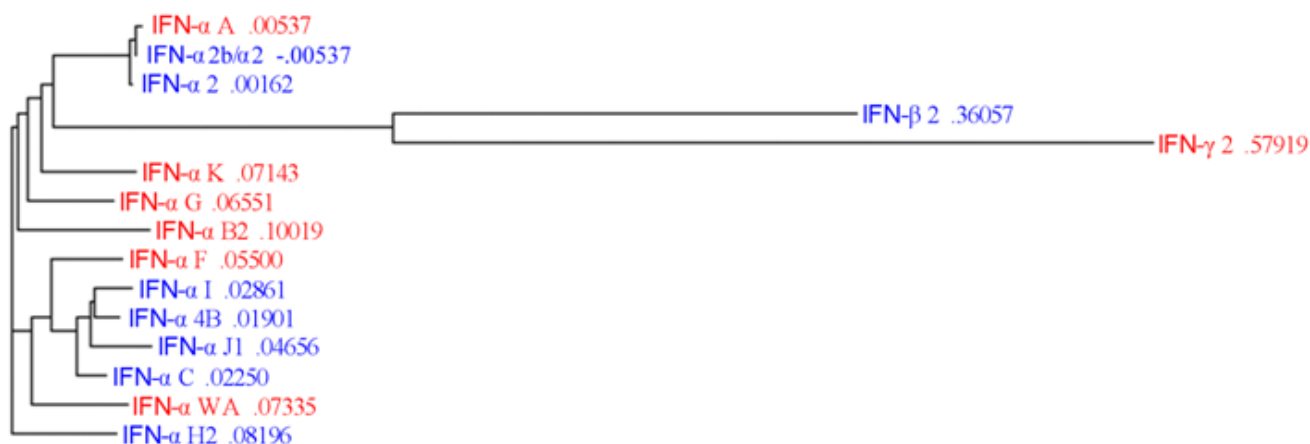 IFN-α A .00537
IFN-α 2b/α2 -.00537
IFN-α 2 .00162
IFN-β 2 .36057
IFN-γ 2 .57919
IFN-α K .07143
IFN-α G .06551
IFN-α B2 .10019
IFN-α F .05500
IFN-α I .02861
IFN-α 4B .01901
IFN-α J1 .04656
IFN-α C .02250
IFN-α WA .07335
IFN-α H2 .08196